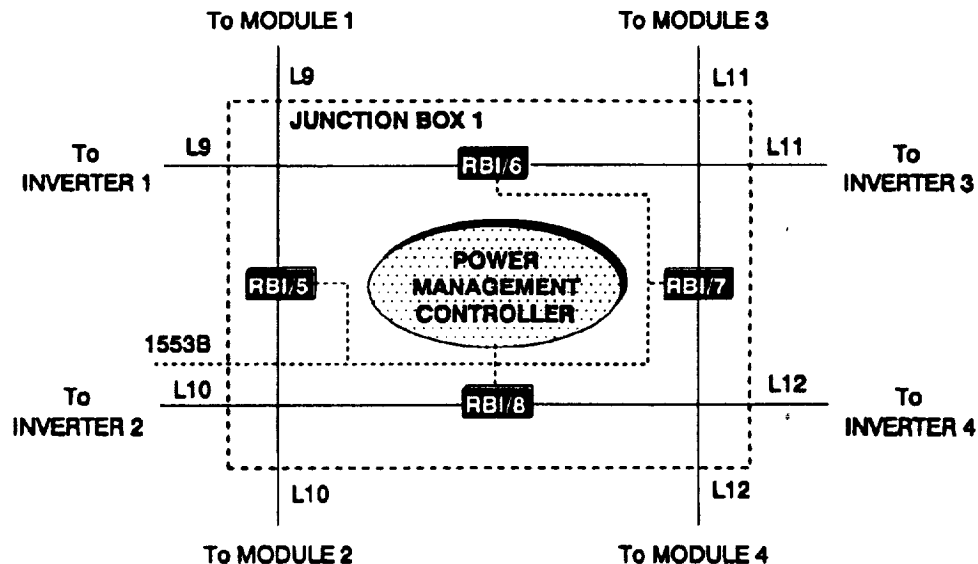 To MODULE 1
To MODULE 3
L9
L11
JUNCTION BOX 1
To
INVERTER 1
L9
RBI/6
L11
To
INVERTER 3
RBI/5
POWER
MANAGEMENT
CONTROLLER
RBI/7
1553B
To
INVERTER 2
L10
RBI/8
L12
To
INVERTER 4
L10
L12
To MODULE 2
To MODULE 4